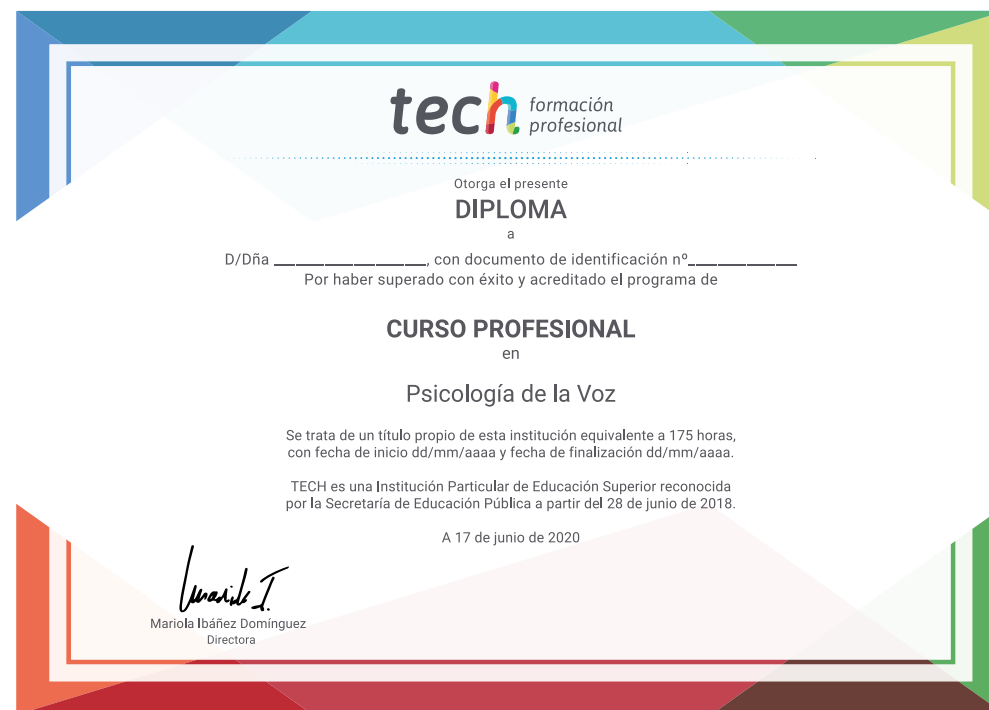 tech formación
profesional
Otorga el presente
DIPLOMA
a
D/Dña ________________, con documento de identificación nº___________
Por haber superado con éxito y acreditado el programa de
CURSO PROFESIONAL
en
Psicología de la Voz
Se trata de un título propio de esta institución equivalente a 175 horas,
con fecha de inicio dd/mm/aaaa y fecha de finalización dd/mm/aaaa.
TECH es una Institución Particular de Educación Superior reconocida
por la Secretaría de Educación Pública a partir del 28 de junio de 2018.
A 17 de junio de 2020
Mariola Ibáñez Domínguez
Directora